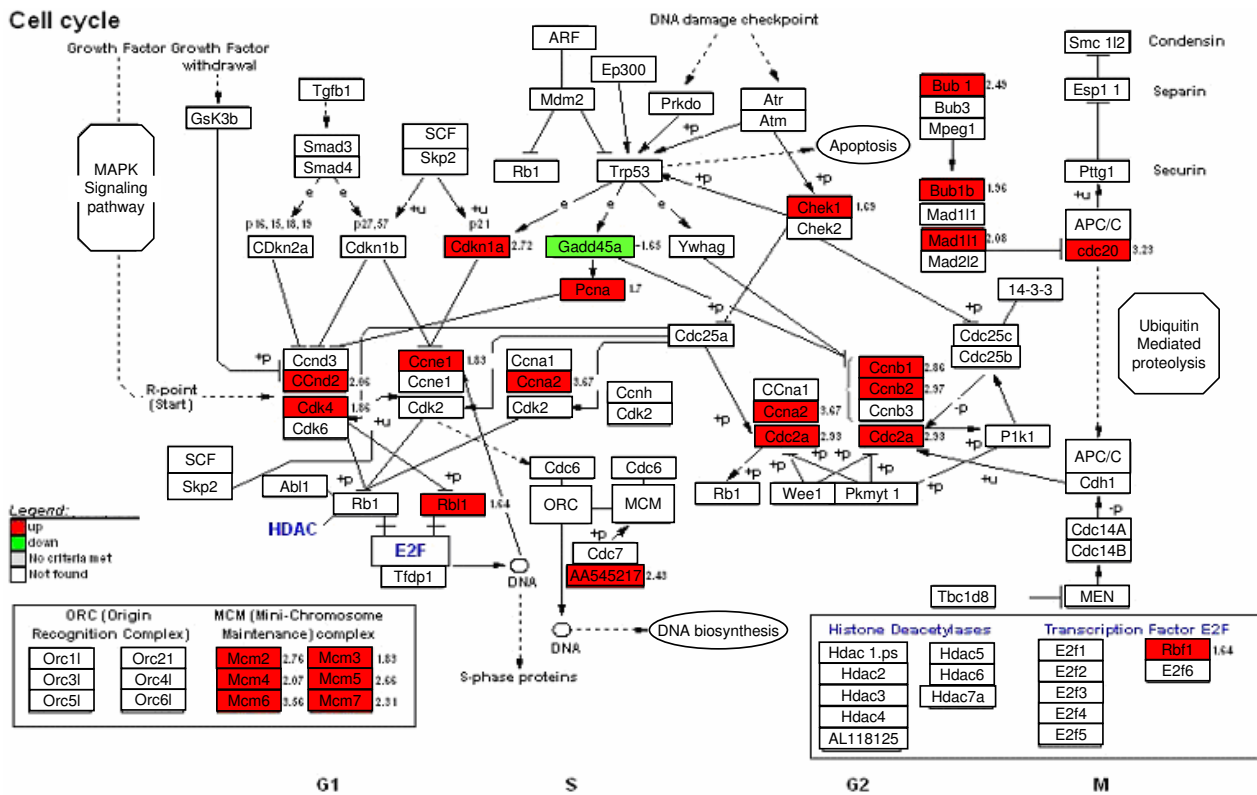 Cell cycle
Growth Factor
Growth Factor
withdrawal
DNA damage checkpoint
ARF
Ep300
Mdm2
Prkdo
Atr
Atm
+p
Rb1
Trp53
Apoptosis
Tgfb1
GsK3b
Smad3
Smad4
SCF
Skp2
MAPK
Signaling
pathway
e
e
+u
+u
p16, 15, 18, 19
p27, 57
p21
CDkn2a
Cdkn1b
Cdkn1a
2.72
e
e
e
Gadd45a
-1.65
Ywhag
Pcna
1.7
+p
+p
Chek1
1.69
Chek2
Bub 1
2.49
Bub3
Mpeg1
Bub1b
1.96
Mad1l1
Mad1l1
2.08
Mad2l2
Smc 1l2
Condensin
Esp1 1
Separin
Pttg1
Securin
+u
APC/C
cdc20
3.23
14-3-3
+p
+p
Cdc25a
Cdc25c
Cdc25b
Ubiquitin
Mediated
proteolysis
+p
Ccnd3
CCnd2
2.06
R-point
(Start)
Cdk4
1.86
Cdk6
Ccne1
1.83
Ccne1
Cdk2
Ccna1
Ccna2
3.67
Cdk2
Ccnh
Cdk2
CCna1
Ccna2
3.67
Cdc2a
2.93
Ccnb1
2.86
Ccnb2
2.97
Ccnb3
Cdc2a
2.93
-p
P1k1
+p
+u
SCF
Skp2
Abl1
+p
+p
Rb1
Rbl1
1.64
HDAC
E2F
Tfdp1
DNA
Cdc6
Cdc6
ORC
MCM
+p
Cdc7
AA545217
2.43
+p
Rb1
+p
+p
+p
+p
+p
Wee1
Pkmyt 1
+p
+u
APC/C
Cdh1
-p
Cdc14A
Cdc14B
Tbc1d8
MEN
Legend:
up
down
No criteria met
Not found
DNA
DNA biosynthesis
S-phase proteins
ORC (Origin
Recognition Complex)
Orc1l
Orc21
Orc3l
Orc4l
Orc5l
Orc6l
MCM (Mini-Chromosome
Maintenance) complex
Mcm2
2.76
Mcm3
1.83
Mcm4
2.07
Mcm5
2.66
Mcm6
3.56
Mcm7
2.31
Histone Deacetylases
Hdac 1.ps
Hdac2
Hdac3
Hdac4
AL118125
Hdac5
Hdac6
Hdac7a
Transcription Factor E2F
E2f1
E2f2
E2f3
E2f4
E2f5
Rbf1
1.64
E2f6
G1
S
G2
M